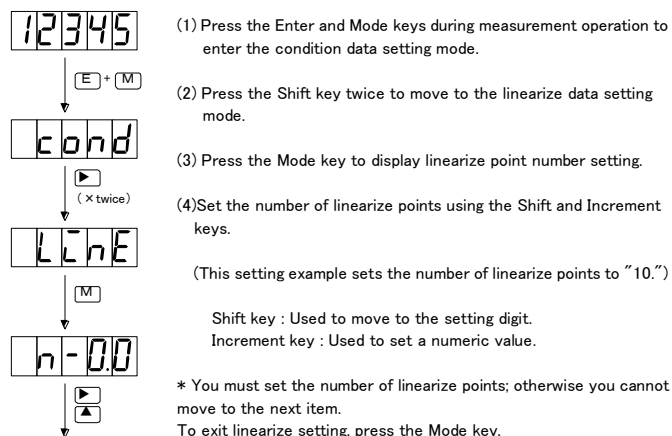 12345
(1) Press the Enter and Mode keys during measurement operation to
enter the condition data setting mode.
E + M
(2) Press the Shift key twice to move to the linearize data setting
mode.
cond
(3) Press the Mode key to display linearize point number setting.
(×twice)
(4)Set the number of linearize points using the Shift and Increment
keys.
LinE
(This setting example sets the number of linearize points to "10.")
M
Shift key : Used to move to the setting digit.
Increment key : Used to set a numeric value.
n-0.0
* You must set the number of linearize points; otherwise you cannot
move to the next item.
To exit linearize setting, press the Mode key.